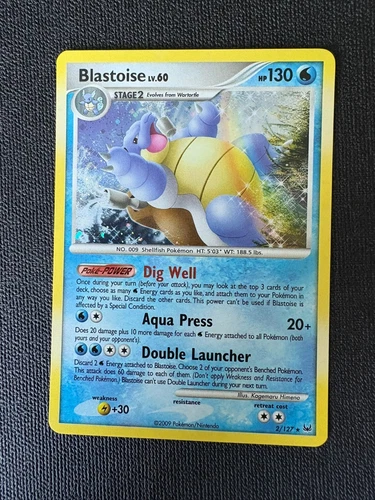 Blastoise LV.60 HP 130
STAGE2 Evolves from Wartortle
NO. 009 Shellfish Pokémon HT: 5'03" WT: 188.5 lbs.
Poké-POWER Dig Well
Once during your turn (before your attack), you may look at the top 3 cards of your
deck, choose as many Energy cards as you like, and attach them to your Pokémon in
any way you like. Discard the other cards. This power can't be used if Blastoise is
affected by a Special Condition.
Aqua Press 20+
Does 20 damage plus 10 more damage for each Energy attached to all Pokémon (both
yours and your opponent's).
Double Launcher
Discard 2 Energy attached to Blastoise. Choose 2 of your opponent's Benched Pokémon.
This attack does 60 damage to each of them. (Don't apply Weakness and Resistance for
Benched Pokémon.) Blastoise can't use Double Launcher during your next turn.
Illus. Kagemaru Himeno
weakness resistance retreat cost
+30
©2009 Pokémon/Nintendo 2/127